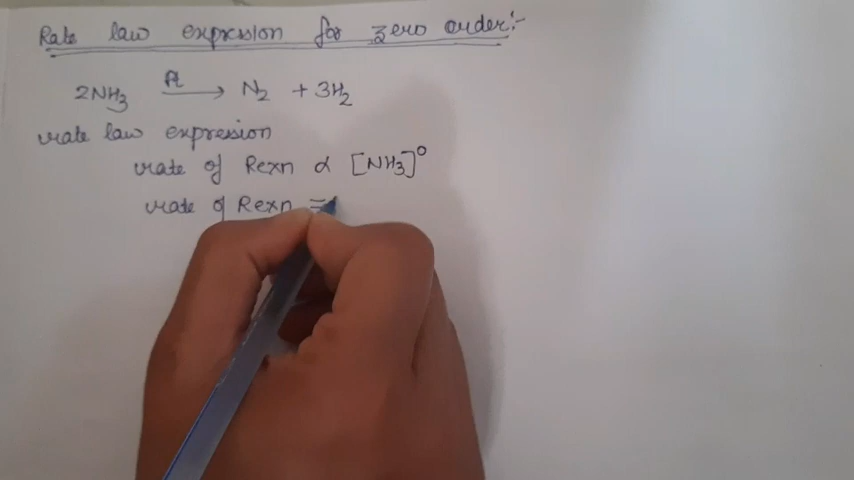 Rate law expression for zero order:-
2NH3 Pt → N2 + 3H2
rate law expression
rate of Rexn ∝ [NH3]⁰
rate of Rexn =